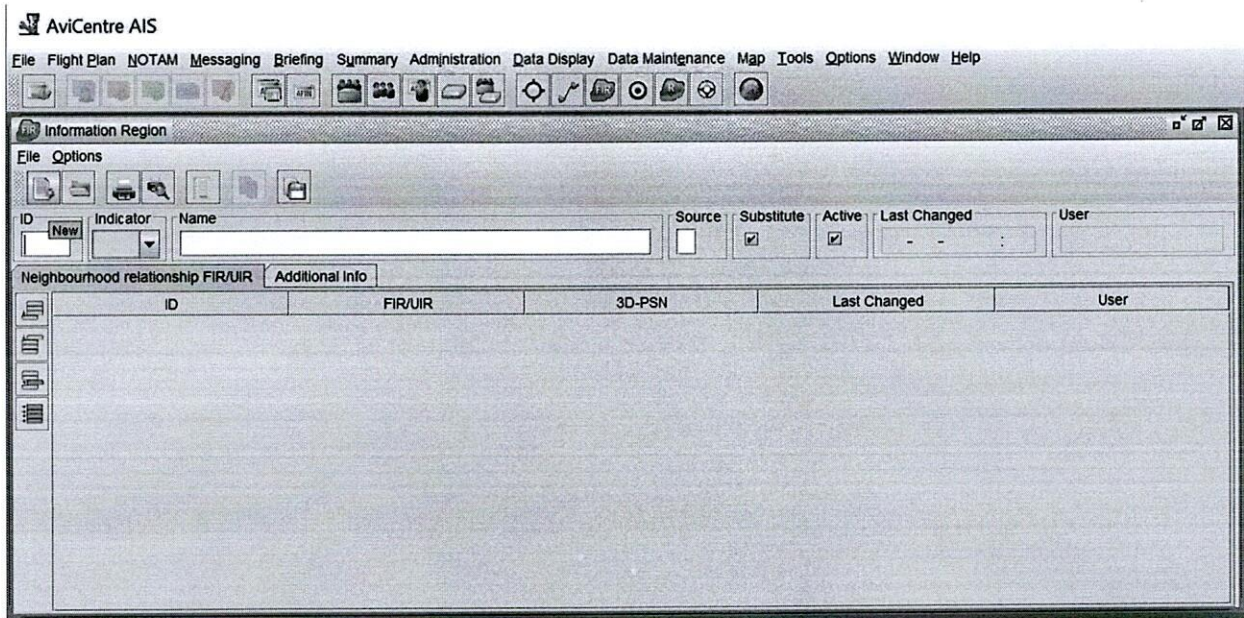 AviCentre AIS
File Flight Plan NOTAM Messaging Briefing Summary Administration Data Display Data Maintenance Map Tools Options Window Help
FIR Information Region
File Options
ID Indicator Name Source Substitute Active Last Changed User
New
- - :
Neighbourhood relationship FIR/UIR Additional Info
ID FIR/UIR 3D-PSN Last Changed User